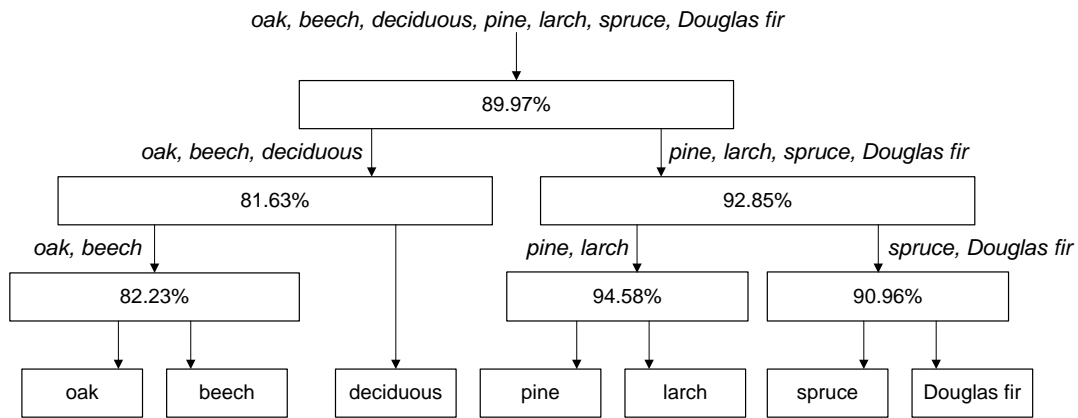 oak, beech, deciduous, pine, larch, spruce, Douglas fir
89.97%
oak, beech, deciduous
pine, larch, spruce, Douglas fir
81.63%
92.85%
oak, beech
pine, larch
spruce, Douglas fir
82.23%
94.58%
90.96%
oak
beech
deciduous
pine
larch
spruce
Douglas fir